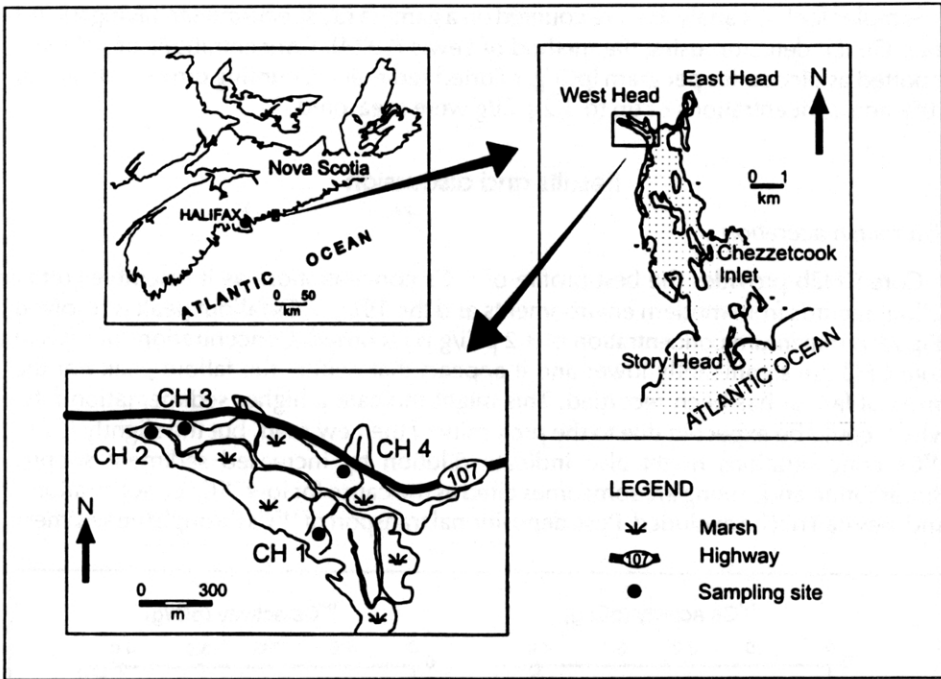 Nova Scotia
HALIFAX
ATLANTIC OCEAN
0 50
km
East Head
West Head
N
0 1
km
Chezzetcook
Inlet
Story Head
ATLANTIC OCEAN
CH 3
CH 2
CH 4
107
CH 1
N
0 300
m
LEGEND
Marsh
107 Highway
Sampling site